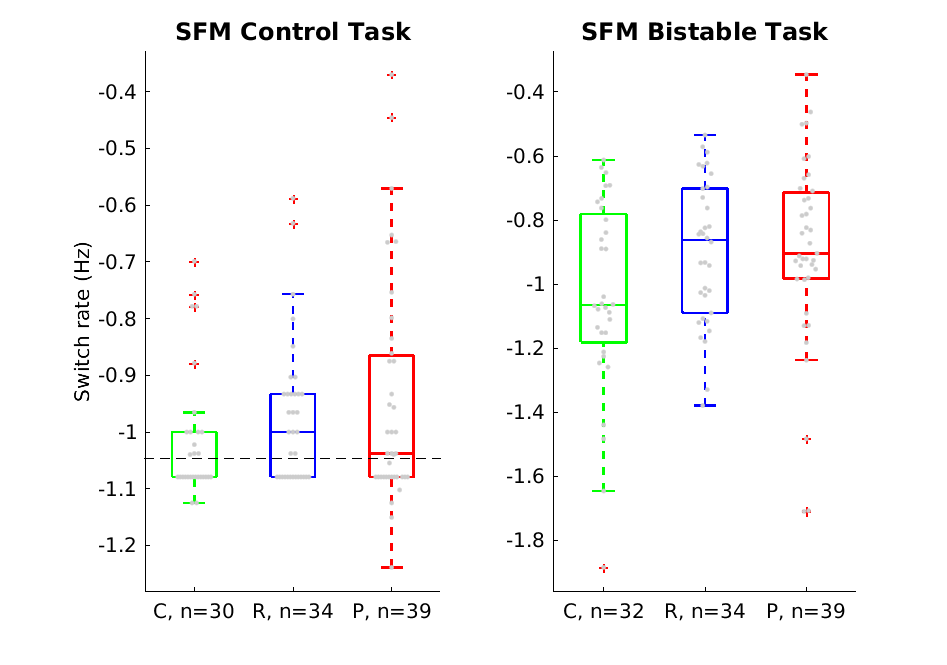 SFM Control Task
SFM Bistable Task
Switch rate (Hz)
-0.4
-0.5
-0.6
-0.7
-0.8
-0.9
-1
-1.1
-1.2
C, n=30
R, n=34
P, n=39
-0.4
-0.6
-0.8
-1
-1.2
-1.4
-1.6
-1.8
C, n=32
R, n=34
P, n=39